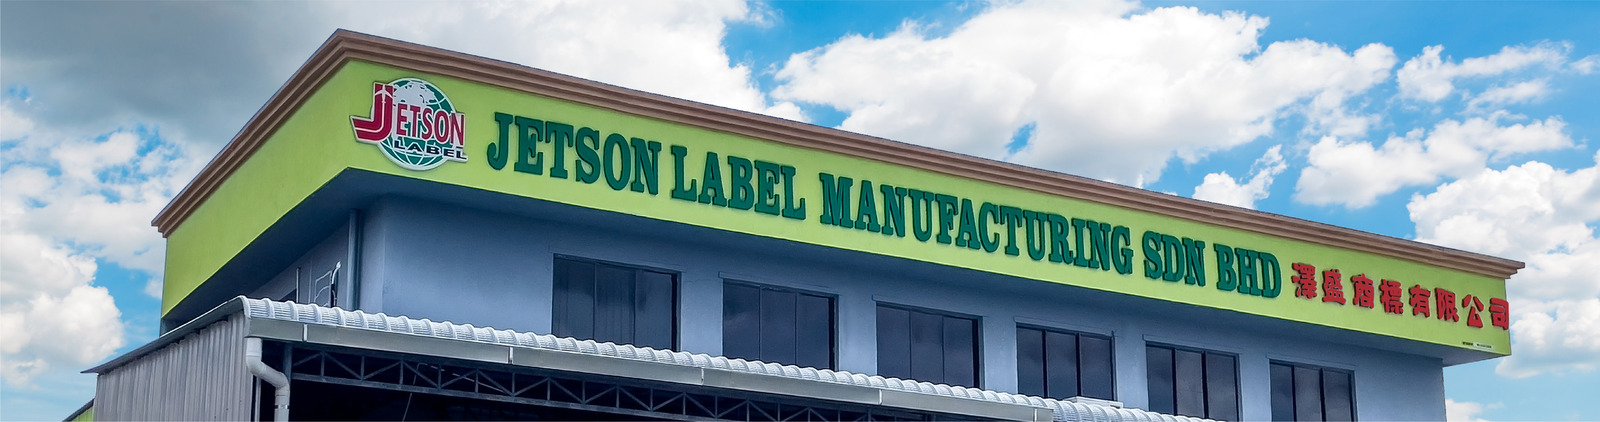 JETSON
LABEL
JETSON LABEL MANUFACTURING SDN BHD 澤盛商標有限公司